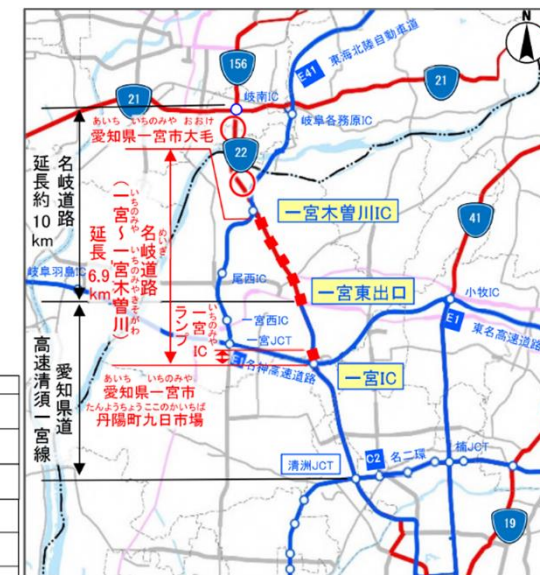 N
156
E41
東海北陸自動車道
21
21
岐南IC
岐阜各務原IC
あいち いちのみや おおけ
愛知県一宮市大毛
22
名岐道路
延長約10km
めいぎ
名岐道路
いちのみや いちのみやきそがわ
(一宮～一宮木曽川)
延長6.9km
一宮木曽川IC
41
岐阜羽島IC
尾西IC
一宮東出口
小牧IC
E1
東名高速道路
いちのみや
一宮IC
ランプ
一宮西IC
一宮JCT
名神高速道路
一宮IC
あいち いちのみや
愛知県一宮市
たんようちょうここのかいちば
丹陽町九日市場
愛知県道
高速清須一宮線
清洲JCT
C2
名二環
楠JCT
19